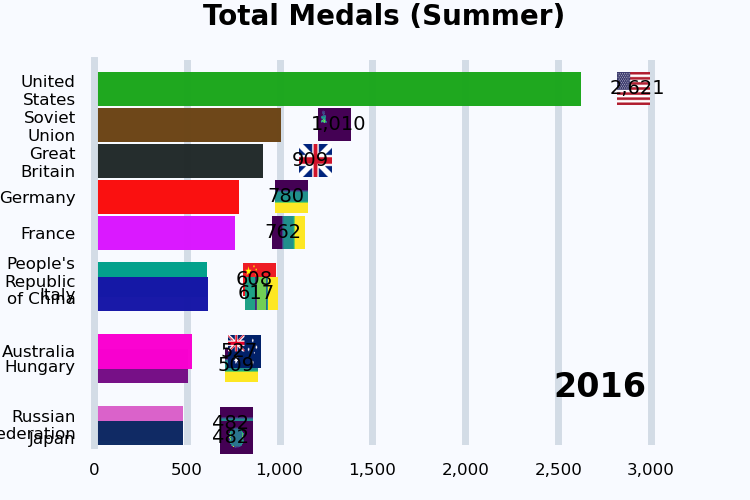 Total Medals (Summer)
United
States
2,621
Soviet
Union
1,010
Great
Britain
909
Germany
780
France
762
People's
Republic
of China
608
Italy
617
Australia
Hungary
509
2016
Russian
482
Japan
0 500 1,000 1,500 2,000 2,500 3,000